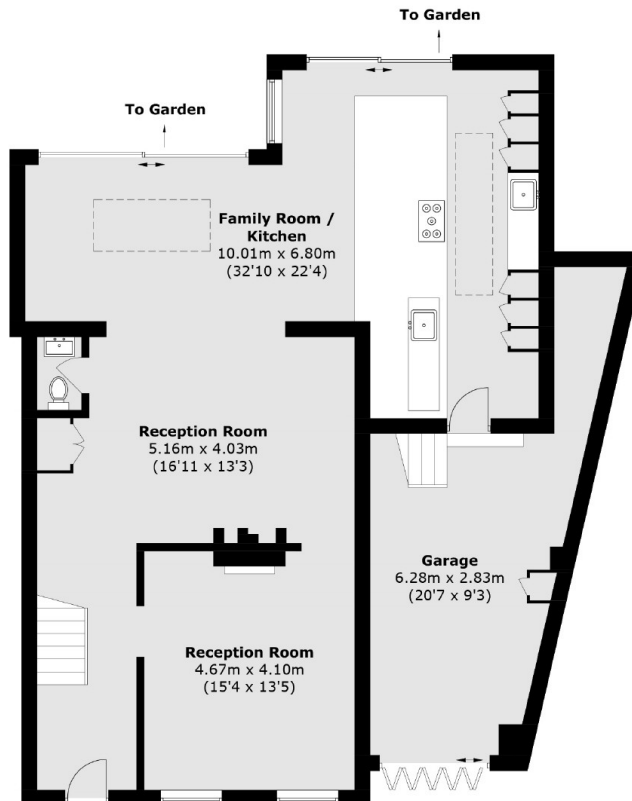 To Garden
To Garden
Family Room /
Kitchen
10.01m x 6.80m
(32'10 x 22'4)
Reception Room
5.16m x 4.03m
(16'11 x 13'3)
Garage
6.28m x 2.83m
(20'7 x 9'3)
Reception Room
4.67m x 4.10m
(15'4 x 13'5)